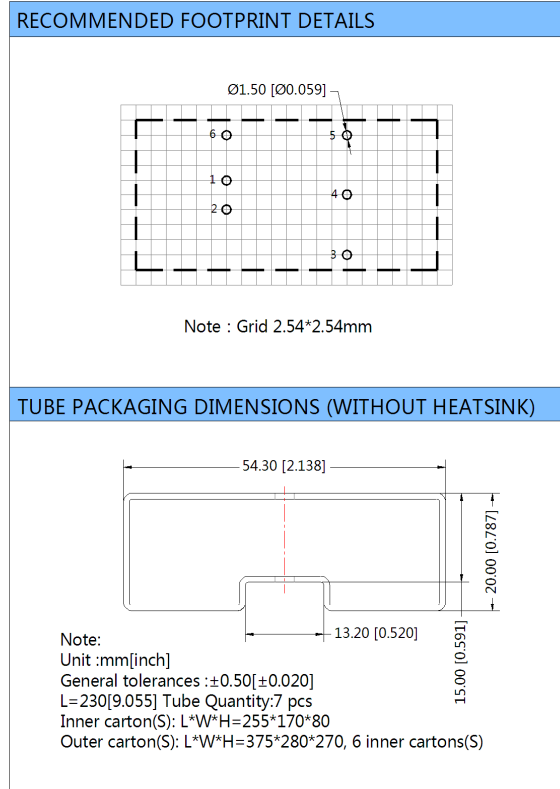 RECOMMENDED FOOTPRINT DETAILS
Ø1.50 [Ø0.059]
6
5
1
4
2
3
Note : Grid 2.54*2.54mm
TUBE PACKAGING DIMENSIONS (WITHOUT HEATSINK)
54.30 [2.138]
20.00 [0.787]
15.00 [0.591]
13.20 [0.520]
Note:
Unit :mm[inch]
General tolerances :±0.50[±0.020]
L=230[9.055] Tube Quantity:7 pcs
Inner carton(S): L*W*H=255*170*80
Outer carton(S): L*W*H=375*280*270, 6 inner cartons(S)